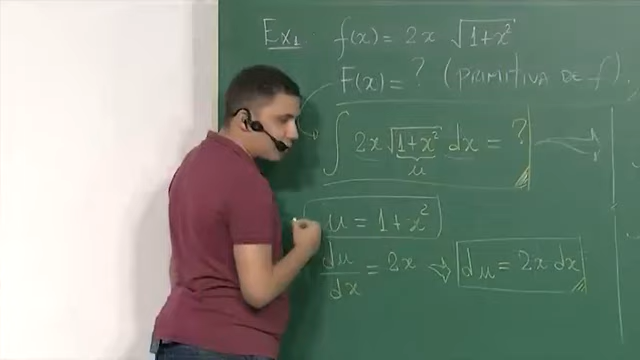 Ex1. f(x) = 2x √(1+x²)
F(x) = ? (PRIMITIVA DE f).
∫ 2x √(1+x²) dx = ?
u
u = 1+x²
du/dx = 2x ⇒ du = 2x dx